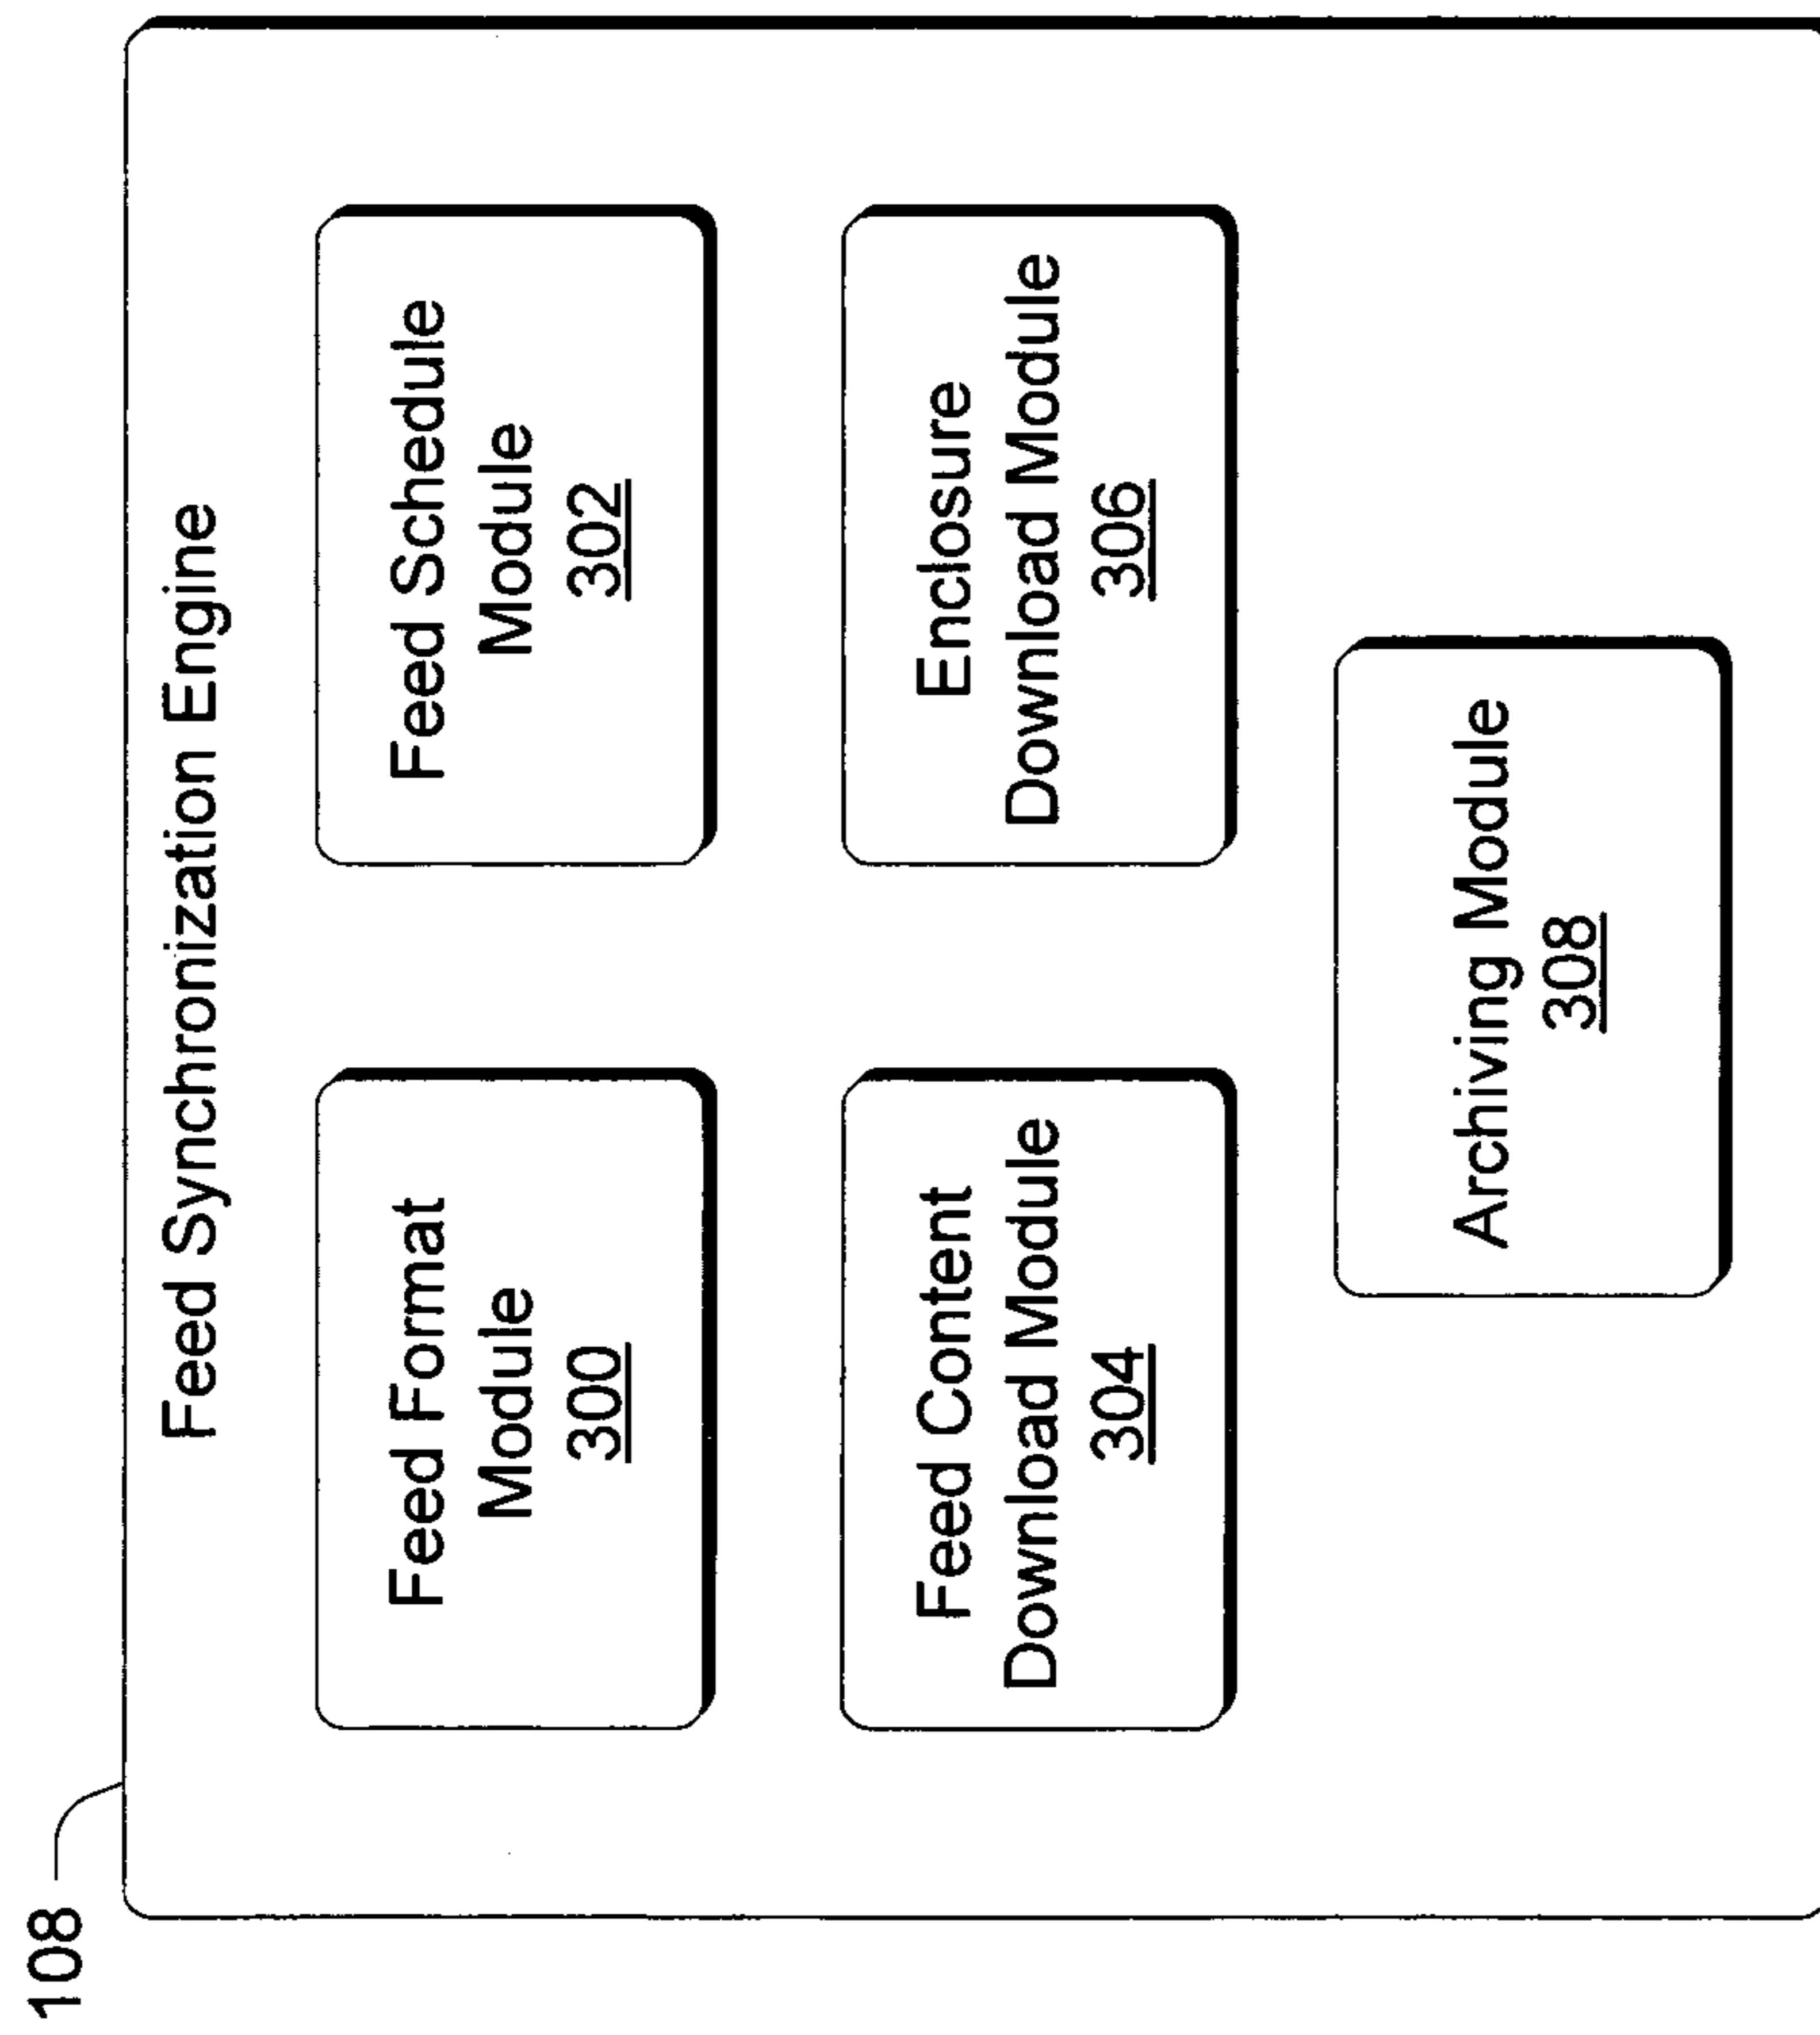 108
Feed Synchronization Engine
Feed Format
Module
300
Feed Schedule
Module
302
Feed Content
Download Module
304
Enclosure
Download Module
306
Archiving Module
308